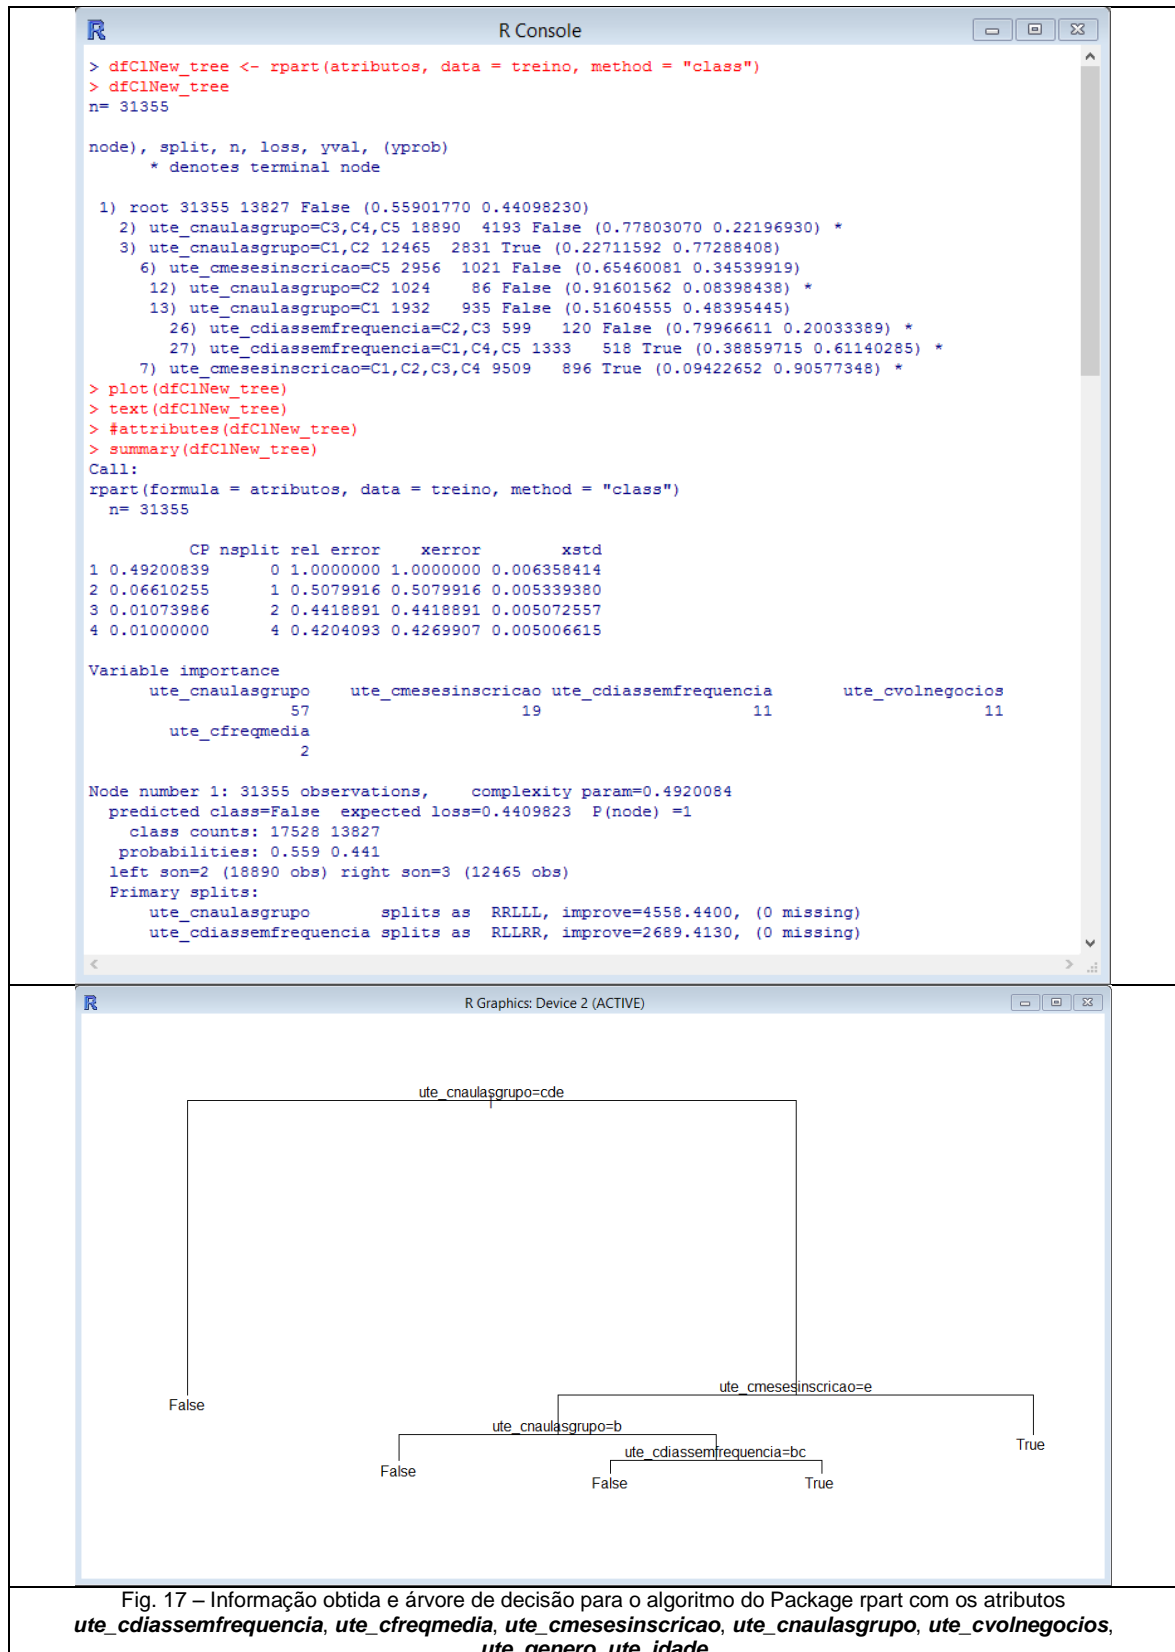 R Console
> dfClNew_tree <- rpart(atributos, data = treino, method = "class")
> dfClNew_tree
n= 31355
node), split, n, loss, yval, (yprob)
* denotes terminal node
1) root 31355 13827 False (0.55901770 0.44098230)
2) ute_cnaulasgrupo=C3,C4,C5 18890 4193 False (0.77803070 0.22196930) *
3) ute_cnaulasgrupo=C1,C2 12465 2831 True (0.22711592 0.77288408)
6) ute_cmesesinscricao=C5 2956 1021 False (0.65460081 0.34539919)
12) ute_cnaulasgrupo=C2 1024 86 False (0.91601562 0.08398438) *
13) ute_cnaulasgrupo=C1 1932 935 False (0.51604555 0.48395445)
26) ute_cdiassemfrequencia=C2,C3 599 120 False (0.79966611 0.20033389) *
27) ute_cdiassemfrequencia=C1,C4,C5 1333 518 True (0.38859715 0.61140285) *
7) ute_cmesesinscricao=C1,C2,C3,C4 9509 896 True (0.09422652 0.90577348) *
> plot(dfClNew_tree)
> text(dfClNew_tree)
> #attributes(dfClNew_tree)
> summary(dfClNew_tree)
Call:
rpart(formula = atributos, data = treino, method = "class")
n= 31355
CP nsplit rel error xerror xstd
1 0.49200839 0 1.0000000 1.0000000 0.006358414
2 0.06610255 1 0.5079916 0.5079916 0.005339380
3 0.01073986 2 0.4418891 0.4418891 0.005072557
4 0.01000000 4 0.4204093 0.4269907 0.005006615
Variable importance
ute_cnaulasgrupo ute_cmesesinscricao ute_cdiassemfrequencia ute_cvolnegocios
57 19 11 11
ute_cfreqmedia
2
Node number 1: 31355 observations, complexity param=0.4920084
predicted class=False expected loss=0.4409823 P(node) =1
class counts: 17528 13827
probabilities: 0.559 0.441
left son=2 (18890 obs) right son=3 (12465 obs)
Primary splits:
ute_cnaulasgrupo splits as RRLLL, improve=4558.4400, (0 missing)
ute_cdiassemfrequencia splits as RLLRR, improve=2689.4130, (0 missing)
R Graphics: Device 2 (ACTIVE)
ute_cnaulasgrupo=cde
ute_cmesesinscricao=e
False
ute_cnaulasgrupo=b
True
ute_cdiassemfrequencia=bc
False
False
True
Fig. 17 – Informação obtida e árvore de decisão para o algoritmo do Package rpart com os atributos
ute_cdiassemfrequencia, ute_cfreqmedia, ute_cmesesinscricao, ute_cnaulasgrupo, ute_cvolnegocios,
ute_genero, ute_idade